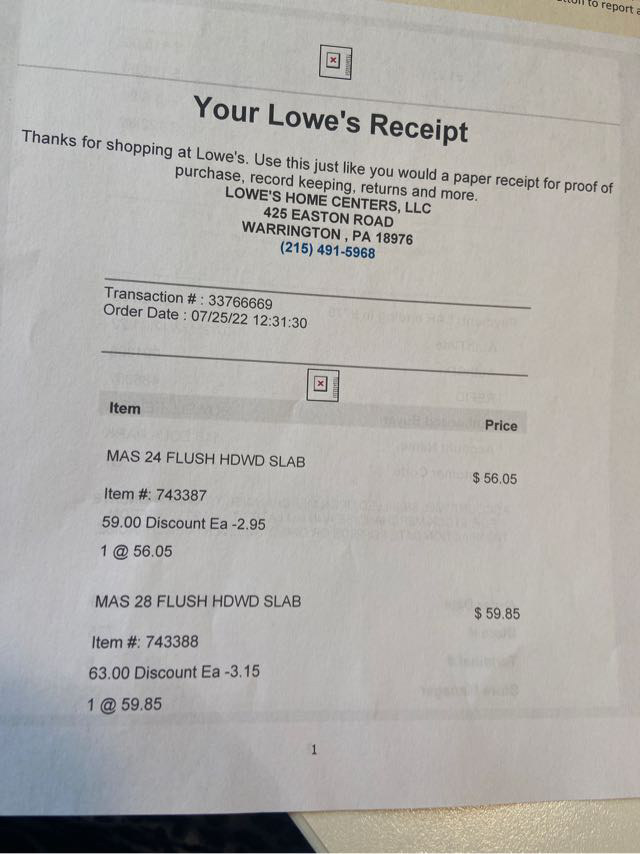 to report a
Your Lowe's Receipt
Thanks for shopping at Lowe's. Use this just like you would a paper receipt for proof of
purchase, record keeping, returns and more.
LOWE'S HOME CENTERS, LLC
425 EASTON ROAD
WARRINGTON , PA 18976
(215) 491-5968
Transaction # : 33766669
Order Date : 07/25/22 12:31:30
Item Price
MAS 24 FLUSH HDWD SLAB $ 56.05
Item #: 743387
59.00 Discount Ea -2.95
1 @ 56.05
MAS 28 FLUSH HDWD SLAB $ 59.85
Item #: 743388
63.00 Discount Ea -3.15
1 @ 59.85
1